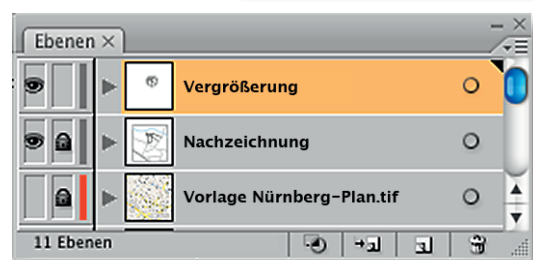 Ebenen
Vergrößerung
Nachzeichnung
Vorlage Nürnberg-Plan.tif
11 Ebenen